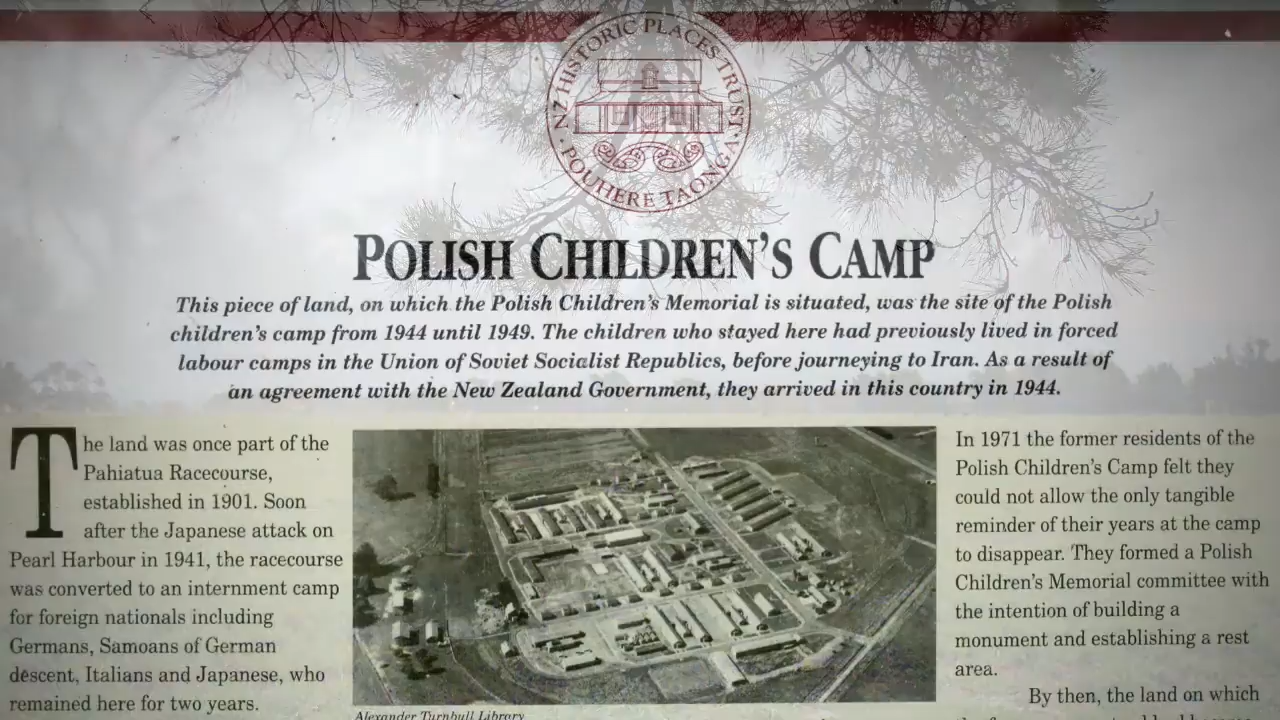 NZ HISTORIC PLACES TRUST
POUHERE TAONGA
POLISH CHILDREN'S CAMP
This piece of land, on which the Polish Children's Memorial is situated, was the site of the Polish
children's camp from 1944 until 1949. The children who stayed here had previously lived in forced
labour camps in the Union of Soviet Socialist Republics, before journeying to Iran. As a result of
an agreement with the New Zealand Government, they arrived in this country in 1944.
The land was once part of the
Pahiatua Racecourse,
established in 1901. Soon
after the Japanese attack on
Pearl Harbour in 1941, the racecourse
was converted to an internment camp
for foreign nationals including
Germans, Samoans of German
descent, Italians and Japanese, who
remained here for two years.
Alexander Turnbull Library
In 1971 the former residents of the
Polish Children's Camp felt they
could not allow the only tangible
reminder of their years at the camp
to disappear. They formed a Polish
Children's Memorial committee with
the intention of building a
monument and establishing a rest
area.
By then, the land on which